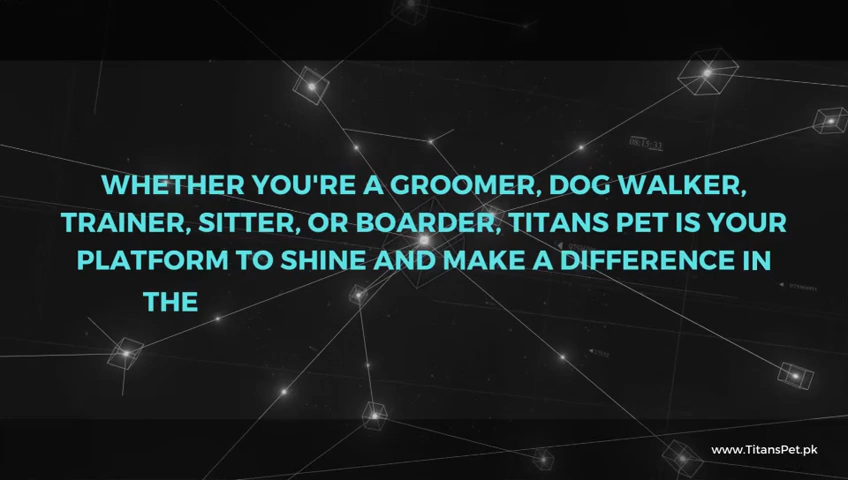 WHETHER YOU'RE A GROOMER, DOG WALKER,
TRAINER, SITTER, OR BOARDER, TITANS PET IS YOUR
PLATFORM TO SHINE AND MAKE A DIFFERENCE IN
THE
www.TitansPet.pk